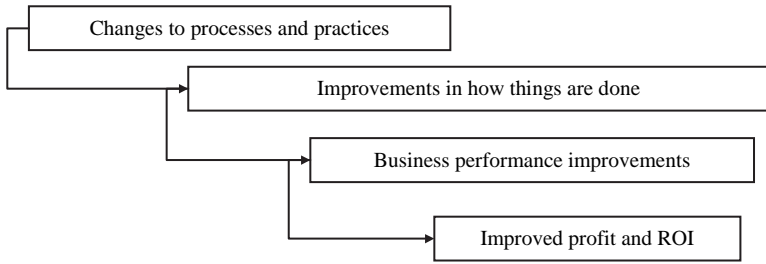 Changes to processes and practices
Improvements in how things are done
Business performance improvements
Improved profit and ROI